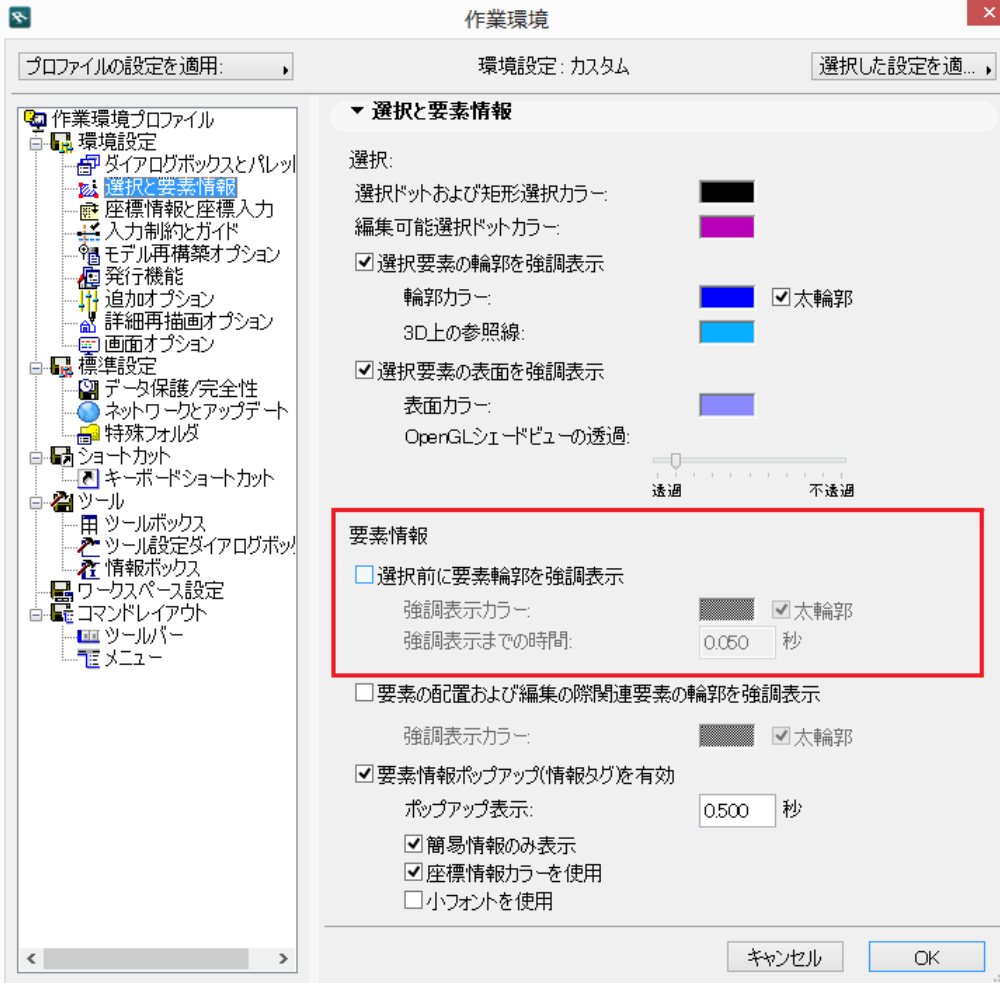 作業環境
プロファイルの設定を適用:
環境設定 : カスタム
選択した設定を適...
作業環境プロファイル
環境設定
ダイアログボックスとパレッ
選択と要素情報
座標情報と座標入力
入力制約とガイド
モデル再構築オプション
発行機能
追加オプション
詳細再描画オプション
画面オプション
標準設定
データ保護/完全性
ネットワークとアップデート
特殊フォルダ
ショートカット
キーボードショートカット
ツール
ツールボックス
ツール設定ダイアログボッ
情報ボックス
ワークスペース設定
コマンドレイアウト
ツールバー
メニュー
選択と要素情報
選択:
選択ドットおよび矩形選択カラー:
編集可能選択ドットカラー:
選択要素の輪郭を強調表示
輪郭カラー: 太輪郭
3D上の参照線:
選択要素の表面を強調表示
表面カラー:
OpenGLシェードビューの透過:
透過 不透過
要素情報
選択前に要素輪郭を強調表示
強調表示カラー: 太輪郭
強調表示までの時間: 0.050 秒
要素の配置および編集の際関連要素の輪郭を強調表示
強調表示カラー: 太輪郭
要素情報ポップアップ(情報タグ)を有効
ポップアップ表示: 0.500 秒
簡易情報のみ表示
座標情報カラーを使用
小フォントを使用
キャンセル OK